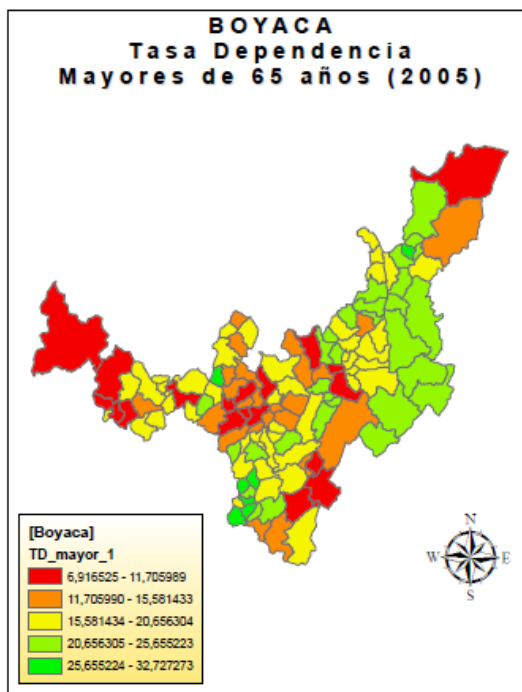 BOYACA
Tasa Dependencia
Mayores de 65 años (2005)
[Boyaca]
TD_mayor_1
6,916525 - 11,705989
11,705990 - 15,581433
15,581434 - 20,656304
20,656305 - 25,655223
25,655224 - 32,727273
N
W E
S